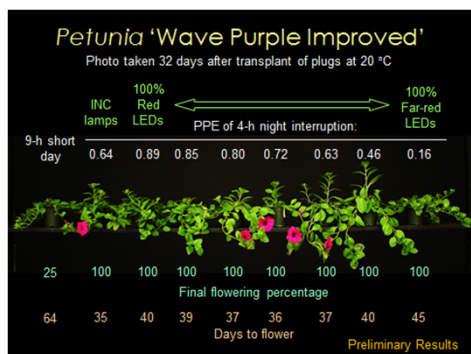 Petunia 'Wave Purple Improved'
Photo taken 32 days after transplant of plugs at 20 °C
INC lamps
100% Red LEDs
100% Far-red LEDs
PPE of 4-h night interruption:
9-h short day
0.64 0.89 0.85 0.80 0.72 0.63 0.46 0.16
25 100 100 100 100 100 100 100
Final flowering percentage
64 35 40 39 37 36 37 40 45
Days to flower
Preliminary Results